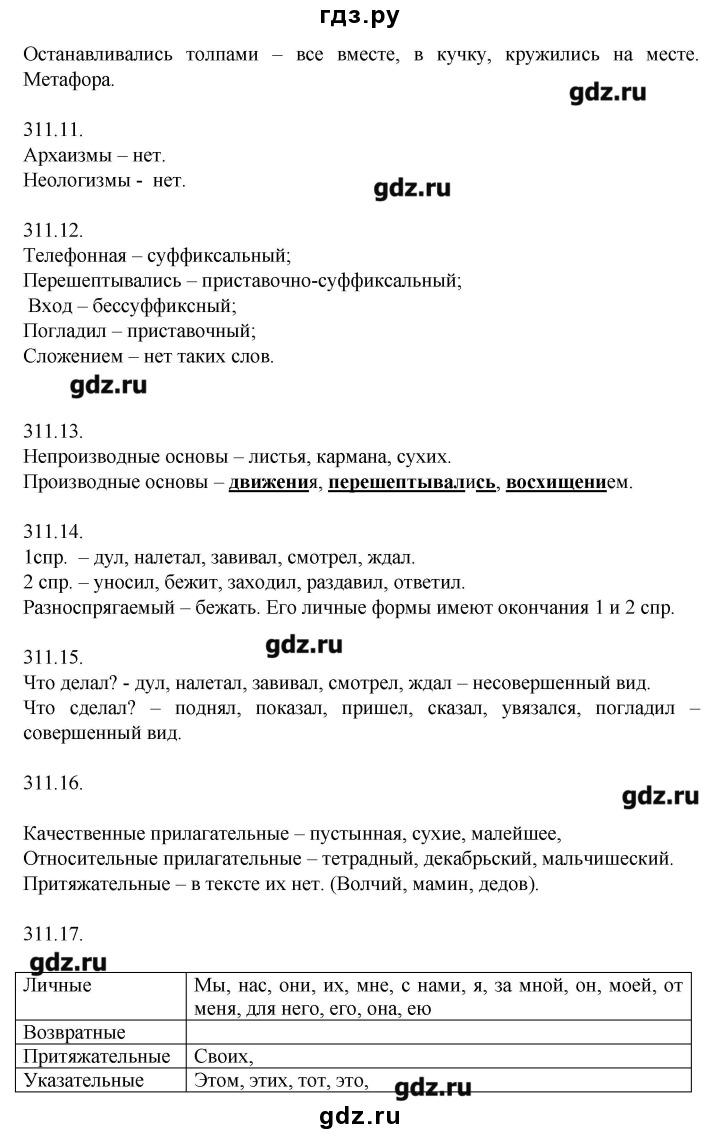 гдз.ру
Останавливались толпами – все вместе, в кучку, кружились на месте.
Метафора.
gdz.ru
311.11.
Архаизмы – нет.
Неологизмы - нет.
gdz.ru
311.12.
Телефонная – суффиксальный;
Перешептывались – приставочно-суффиксальный;
Вход – бессуффиксный;
Погладил – приставочный;
Сложением – нет таких слов.
gdz.ru
311.13.
Непроизводные основы – листья, кармана, сухих.
Производные основы – движения, перешептывались, восхищением.
311.14.
1спр. – дул, налетал, завивал, смотрел, ждал.
2 спр. – уносил, бежит, заходил, раздавил, ответил.
Разноспрягаемый – бежать. Его личные формы имеют окончания 1 и 2 спр.
gdz.ru
311.15.
Что делал? - дул, налетал, завивал, смотрел, ждал – несовершенный вид.
Что сделал? – поднял, показал, пришел, сказал, увязался, погладил –
совершенный вид.
311.16.
gdz.ru
Качественные прилагательные – пустынная, сухие, малейшее,
Относительные прилагательные – тетрадный, декабрьский, мальчишеский.
Притяжательные – в тексте их нет. (Волчий, мамин, дедов).
311.17.
gdz.ru
Личные Мы, нас, они, их, мне, с нами, я, за мной, он, моей, от
меня, для него, его, она, ею
Возвратные
Притяжательные Своих,
Указательные Этом, этих, тот, это,
gdz.ru
gdz.ru